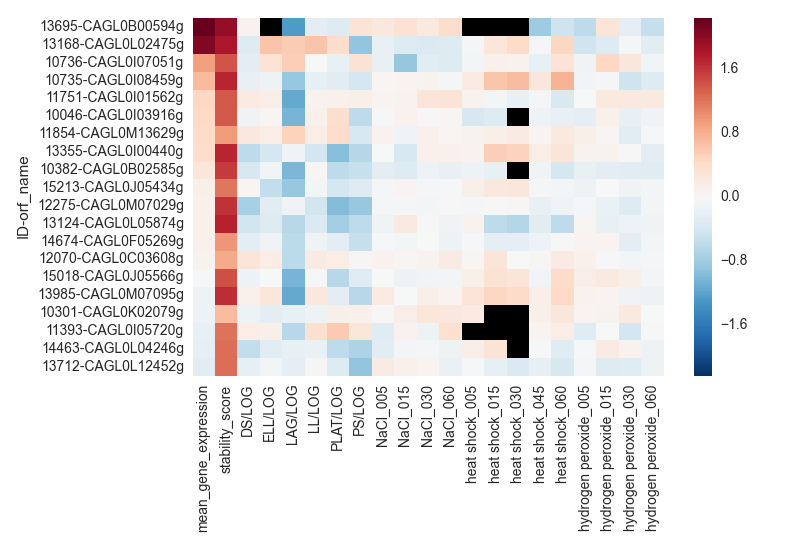 ID-orf_name
13695-CAGL0B00594g
13168-CAGL0L02475g
10736-CAGL0I07051g
10735-CAGL0I08459g
11751-CAGL0I01562g
10046-CAGL0I03916g
11854-CAGL0M13629g
13355-CAGL0I00440g
10382-CAGL0B02585g
15213-CAGL0J05434g
12275-CAGL0M07029g
13124-CAGL0L05874g
14674-CAGL0F05269g
12070-CAGL0C03608g
15018-CAGL0J05566g
13985-CAGL0M07095g
10301-CAGL0K02079g
11393-CAGL0I05720g
14463-CAGL0L04246g
13712-CAGL0L12452g
mean_gene_expression
stability_score
DS/LOG
ELL/LOG
LAG/LOG
LL/LOG
PLAT/LOG
PS/LOG
NaCl_005
NaCl_015
NaCl_030
NaCl_060
heat shock_005
heat shock_015
heat shock_030
heat shock_045
heat shock_060
hydrogen peroxide_005
hydrogen peroxide_015
hydrogen peroxide_030
hydrogen peroxide_060
1.6
0.8
0.0
−0.8
−1.6